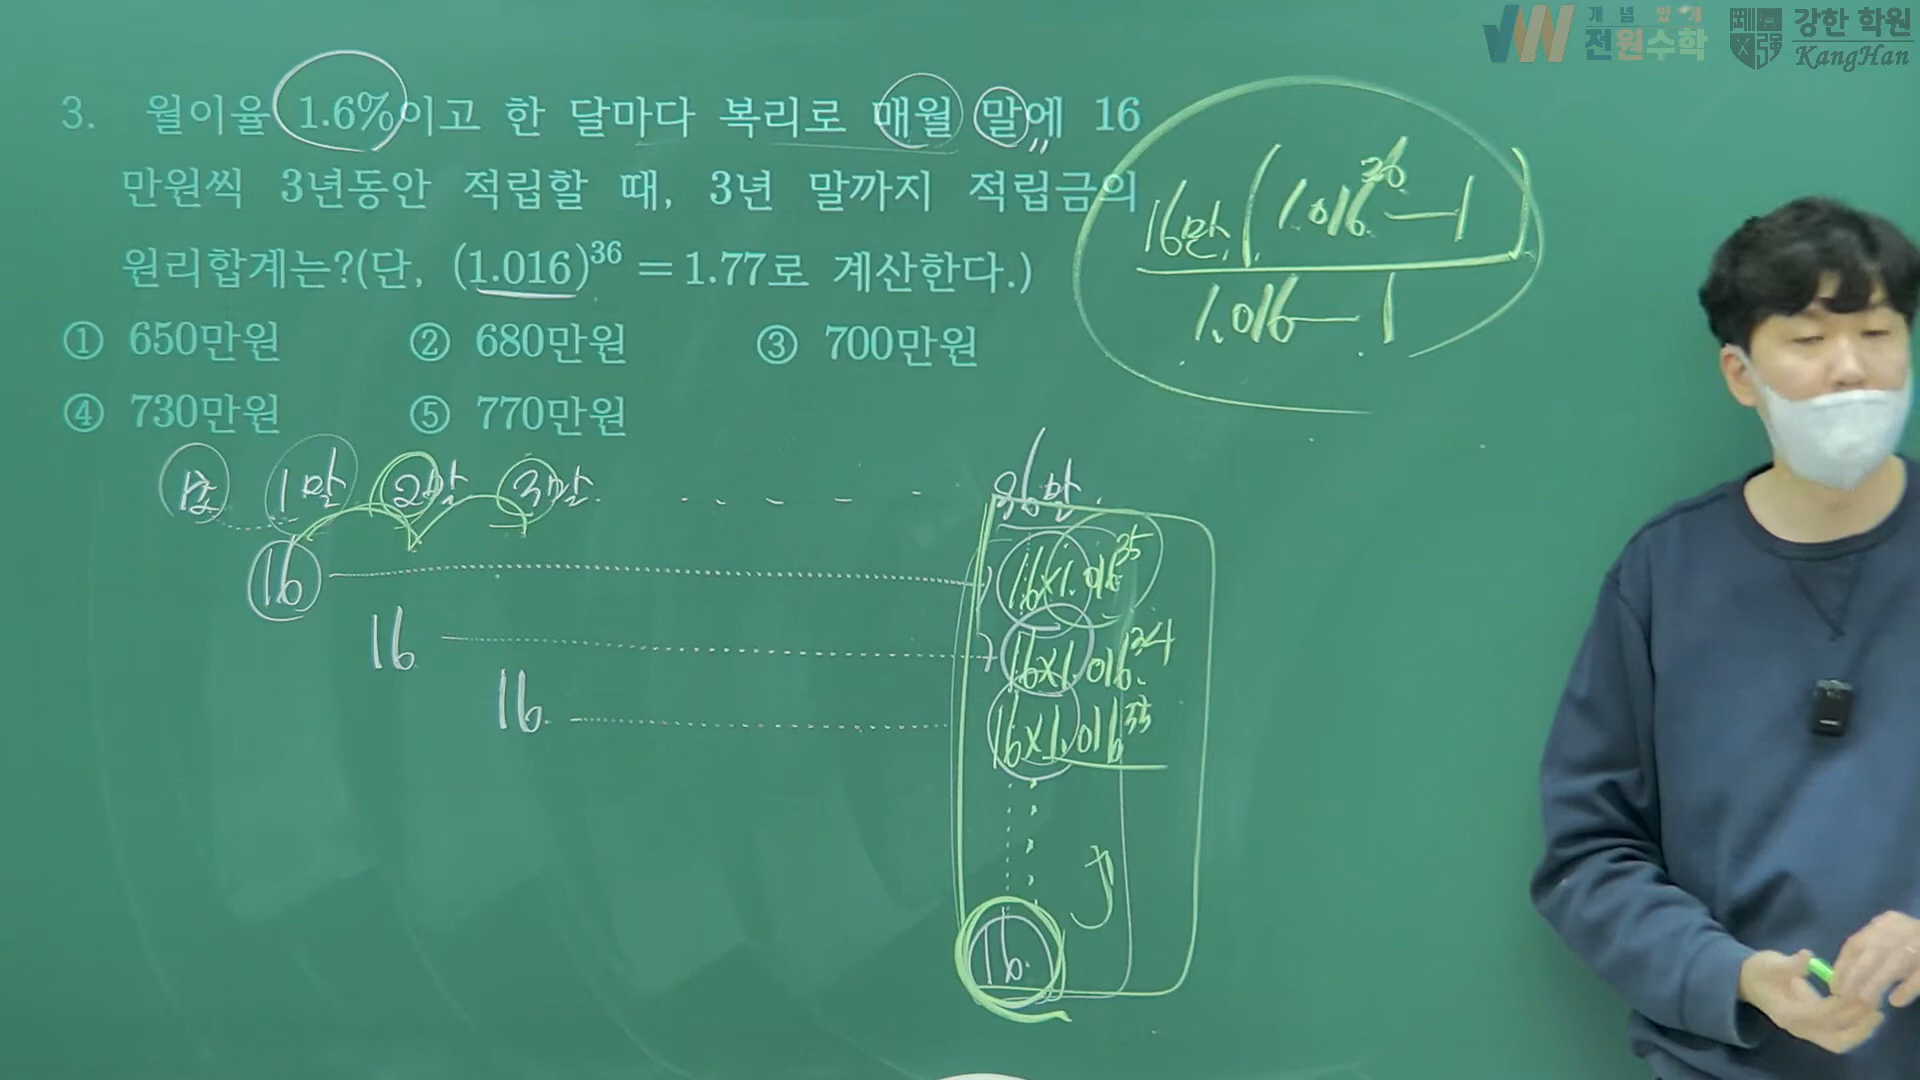 개념있기
전원수학
강한 학원
KangHan
3. 월이율 1.6%이고 한 달마다 복리로 매월 말에 16
만원씩 3년동안 적립할 때, 3년 말까지 적립금의
원리합계는?(단, (1.016)^36 = 1.77로 계산한다.)
① 650만원 ② 680만원 ③ 700만원
④ 730만원 ⑤ 770만원
16만(1.016^36 - 1)
1.016 - 1
초 1말 2말 3말 - - - - 36말
16 16×1.016^35
16 16×1.016^34
16 16×1.016^33
16